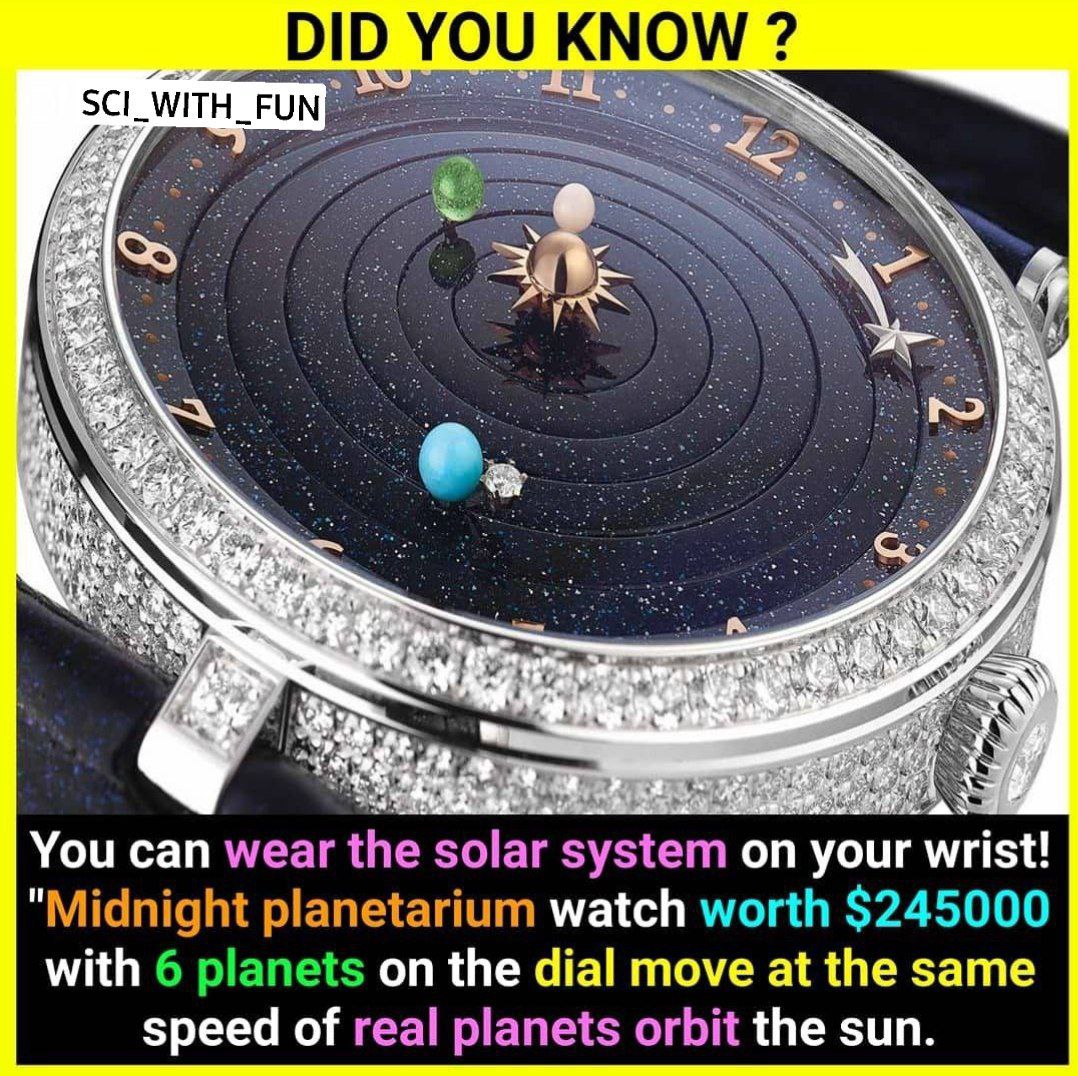 DID YOU KNOW ?
SCI_WITH_FUN
10
11
12
9
8
1
7
2
3
You can wear the solar system on your wrist!
"Midnight planetarium watch worth $245000
with 6 planets on the dial move at the same
speed of real planets orbit the sun.